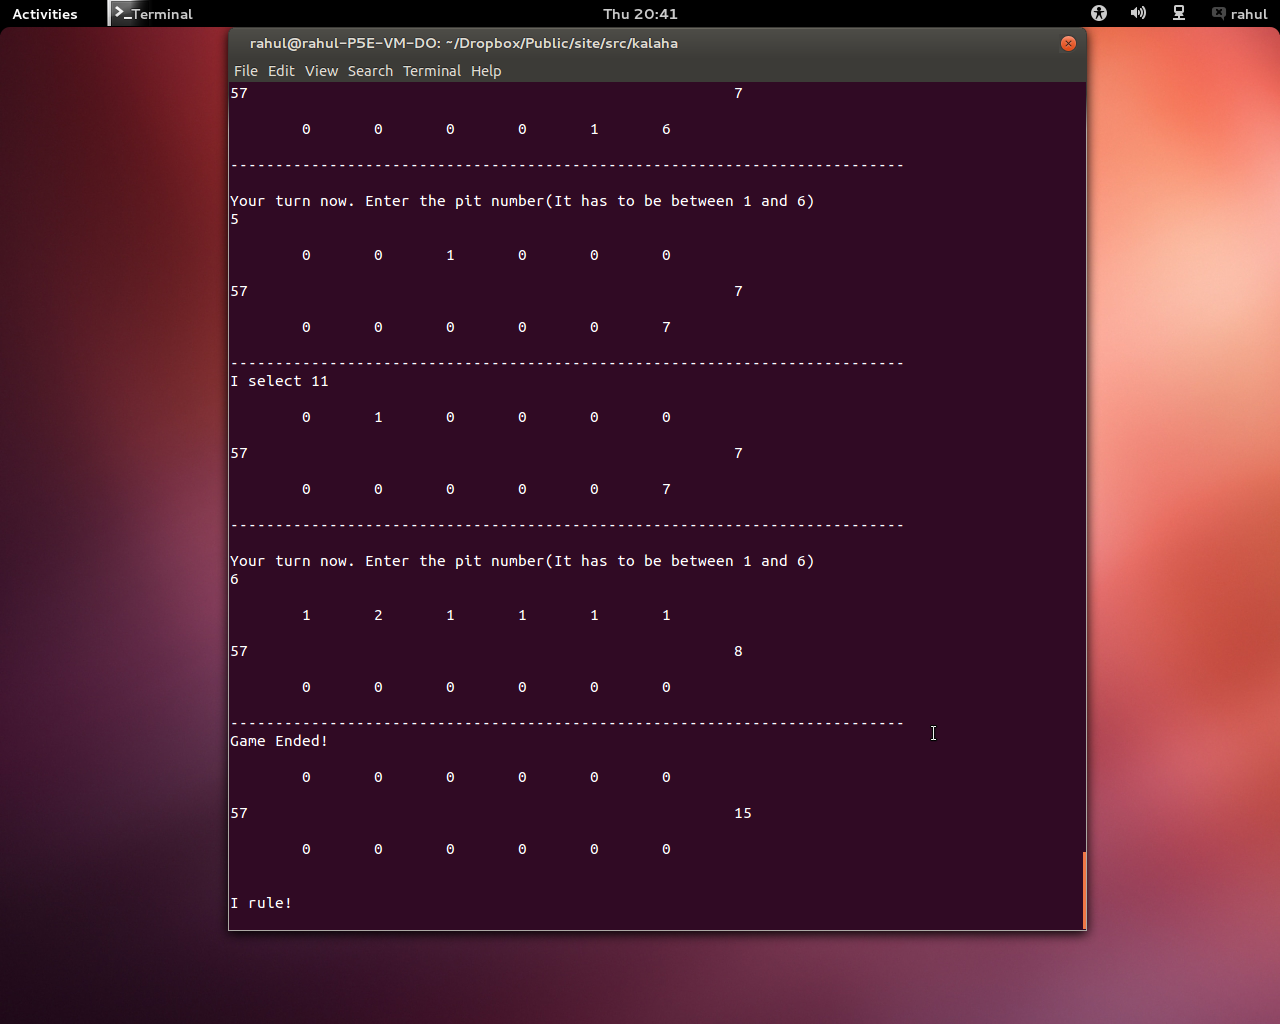 Activities Terminal Thu 20:41 rahul
rahul@rahul-P5E-VM-DO: ~/Dropbox/Public/site/src/kalaha
File Edit View Search Terminal Help
57 7
0 0 0 0 1 6
---------------------------------------------------------------------------
Your turn now. Enter the pit number(It has to be between 1 and 6)
5
0 0 1 0 0 0
57 7
0 0 0 0 0 7
---------------------------------------------------------------------------
I select 11
0 1 0 0 0 0
57 7
0 0 0 0 0 7
---------------------------------------------------------------------------
Your turn now. Enter the pit number(It has to be between 1 and 6)
6
1 2 1 1 1 1
57 8
0 0 0 0 0 0
---------------------------------------------------------------------------
Game Ended!
0 0 0 0 0 0
57 15
0 0 0 0 0 0
I rule!